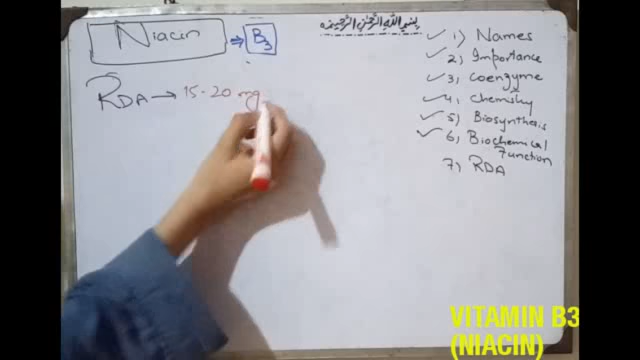 Niacin ⇒ B3
بسم الله الرحمن الرحيم
1) Names
2) Importance
3) Coenzyme
4) Chemistry
5) Biosynthesis
6) Biochemical
Function
7) RDA
RDA → 15-20 mg
VITAMIN B3
(NIACIN)